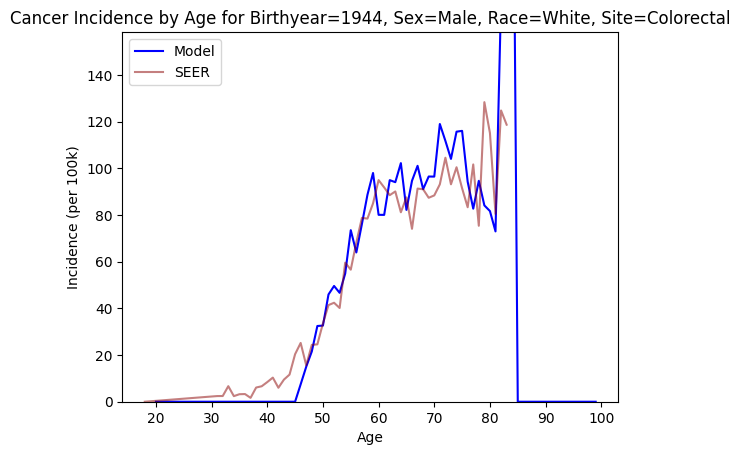 Cancer Incidence by Age for Birthyear=1944, Sex=Male, Race=White, Site=Colorectal
Model
SEER
Incidence (per 100k)
140
120
100
80
60
40
20
0
20 30 40 50 60 70 80 90 100
Age